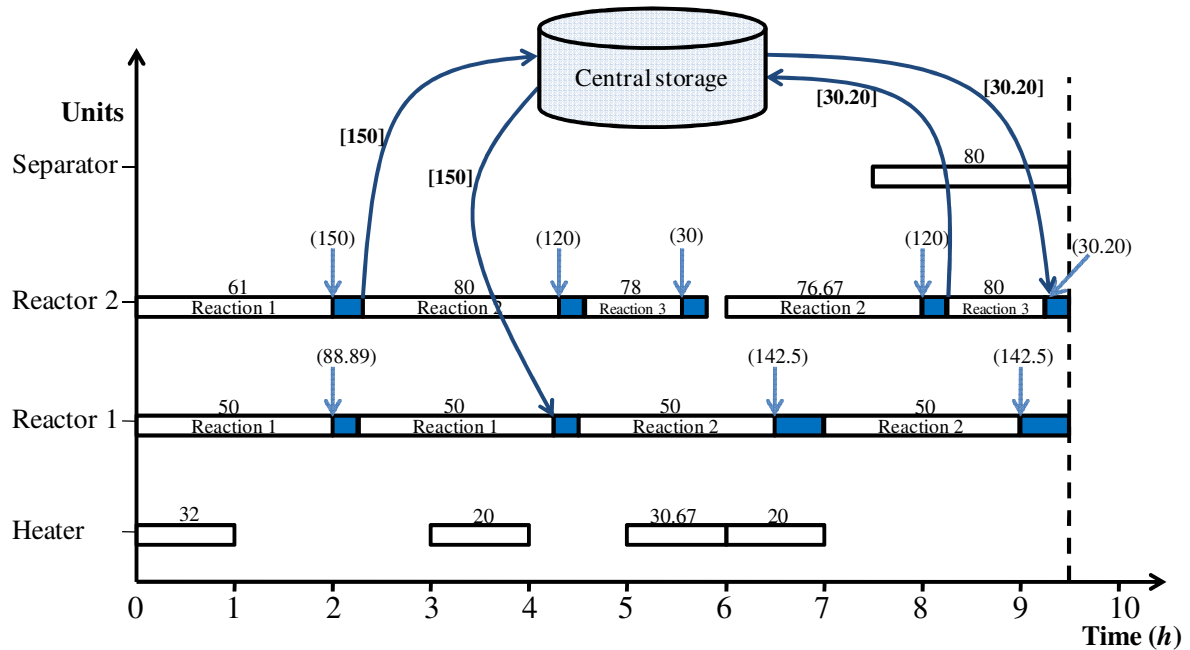 Central storage
Units
[150]
[30.20]
[30.20]
Separator
80
[150]
(150)
(120)
(30)
(120)
(30.20)
Reactor 2
61
80
78
76.67
80
Reaction 1
Reaction 2
Reaction 3
Reaction 2
Reaction 3
(88.89)
(142.5)
(142.5)
Reactor 1
50
50
50
50
Reaction 1
Reaction 1
Reaction 2
Reaction 2
Heater
32
20
30.67
20
0 1 2 3 4 5 6 7 8 9 10
Time (h)